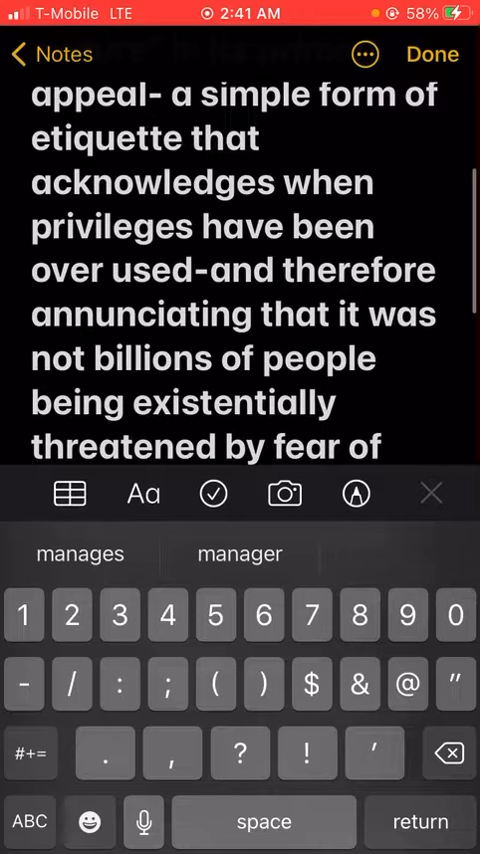 T-Mobile LTE 2:41 AM 58%
Notes Done
appeal- a simple form of
etiquette that
acknowledges when
privileges have been
over used-and therefore
annunciating that it was
not billions of people
being existentially
threatened by fear of
Aa
manages manager
1 2 3 4 5 6 7 8 9 0
- / : ; ( ) $ & @ "
#+= . , ? ! '
ABC space return